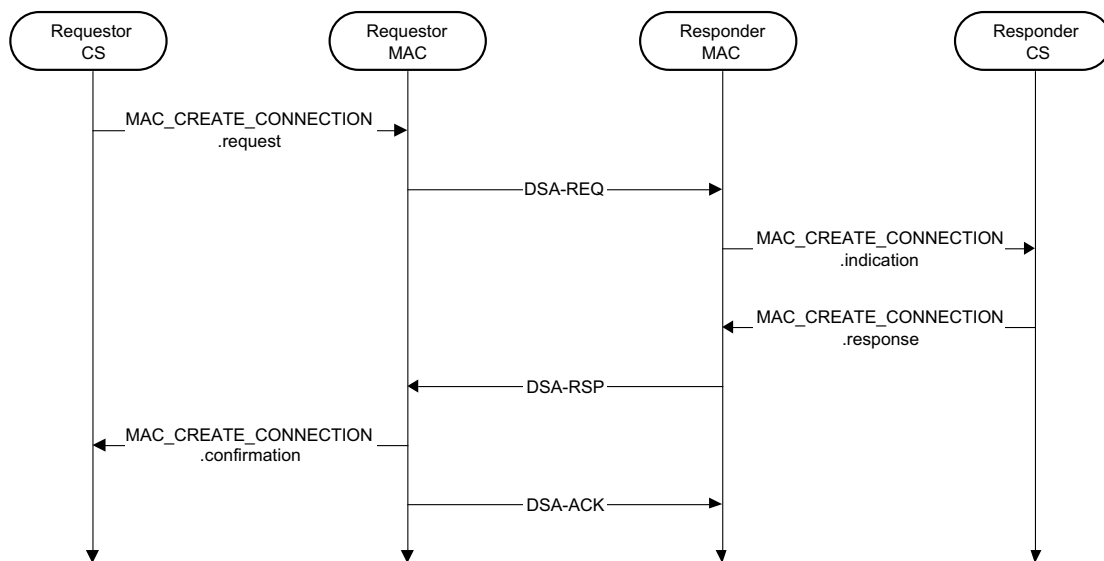 Requestor
CS
Requestor
MAC
Responder
MAC
Responder
CS
MAC_CREATE_CONNECTION
.request
DSA-REQ
MAC_CREATE_CONNECTION
.indication
MAC_CREATE_CONNECTION
.response
DSA-RSP
MAC_CREATE_CONNECTION
.confirmation
DSA-ACK